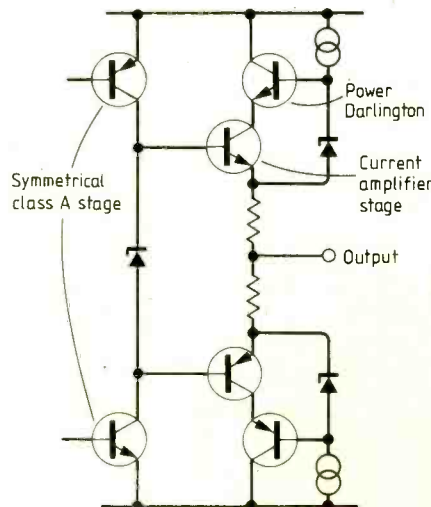 Power
Darlington
Current
amplifier
stage
Symmetrical
class A stage
Output